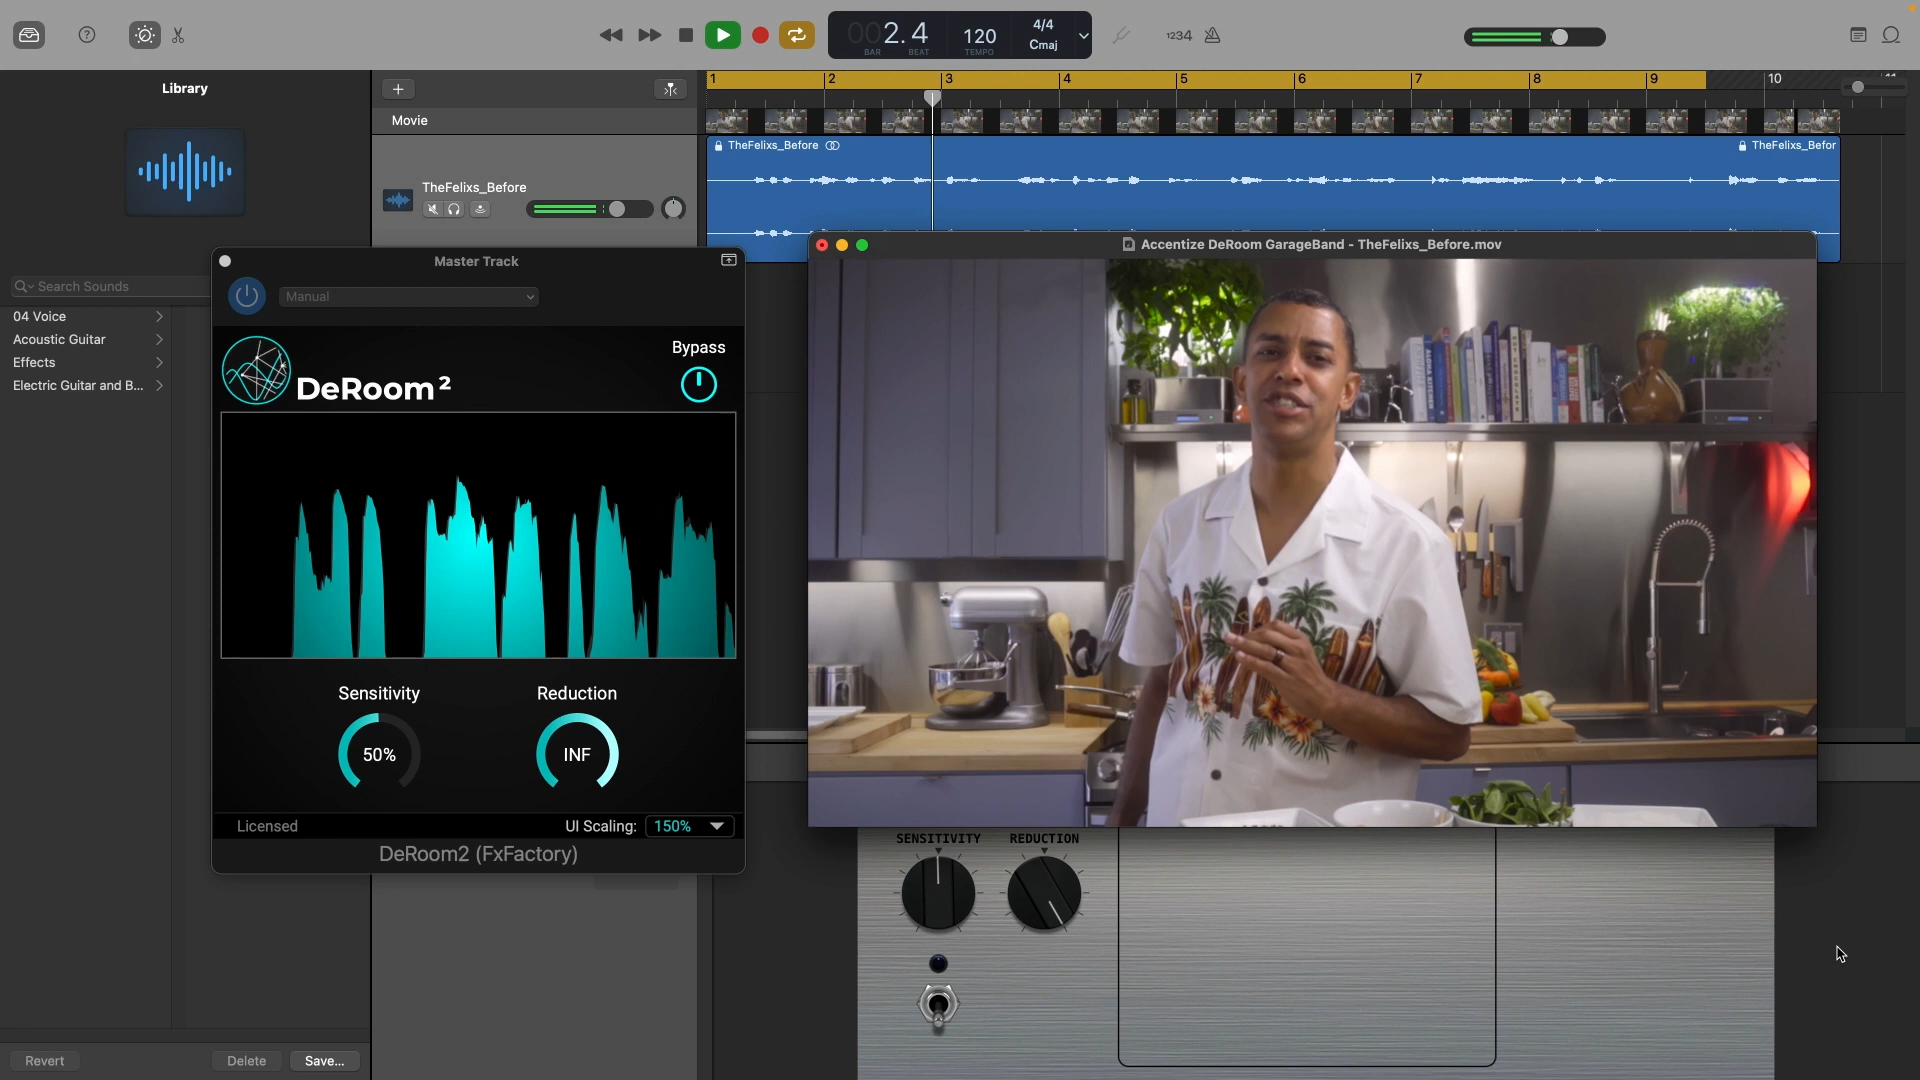 002.4
BAR BEAT
120
TEMPO
4/4
Cmaj
1234
Library
Movie
1 2 3 4 5 6 7 8 9 10
TheFelixs_Before
TheFelixs_Before
TheFelixs_Befor
Search Sounds
04 Voice
Acoustic Guitar
Effects
Electric Guitar and B...
Master Track
Manual
DeRoom²
Bypass
Sensitivity
Reduction
50%
INF
Licensed
UI Scaling:
150%
DeRoom2 (FxFactory)
Accentize DeRoom GarageBand - TheFelixs_Before.mov
SENSITIVITY
REDUCTION
Revert
Delete
Save...